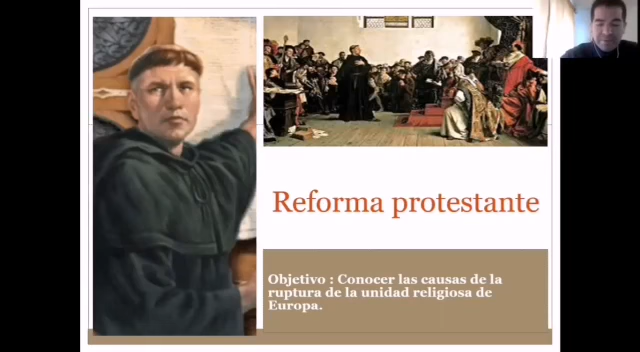 Reforma protestante
Objetivo : Conocer las causas de la
ruptura de la unidad religiosa de
Europa.